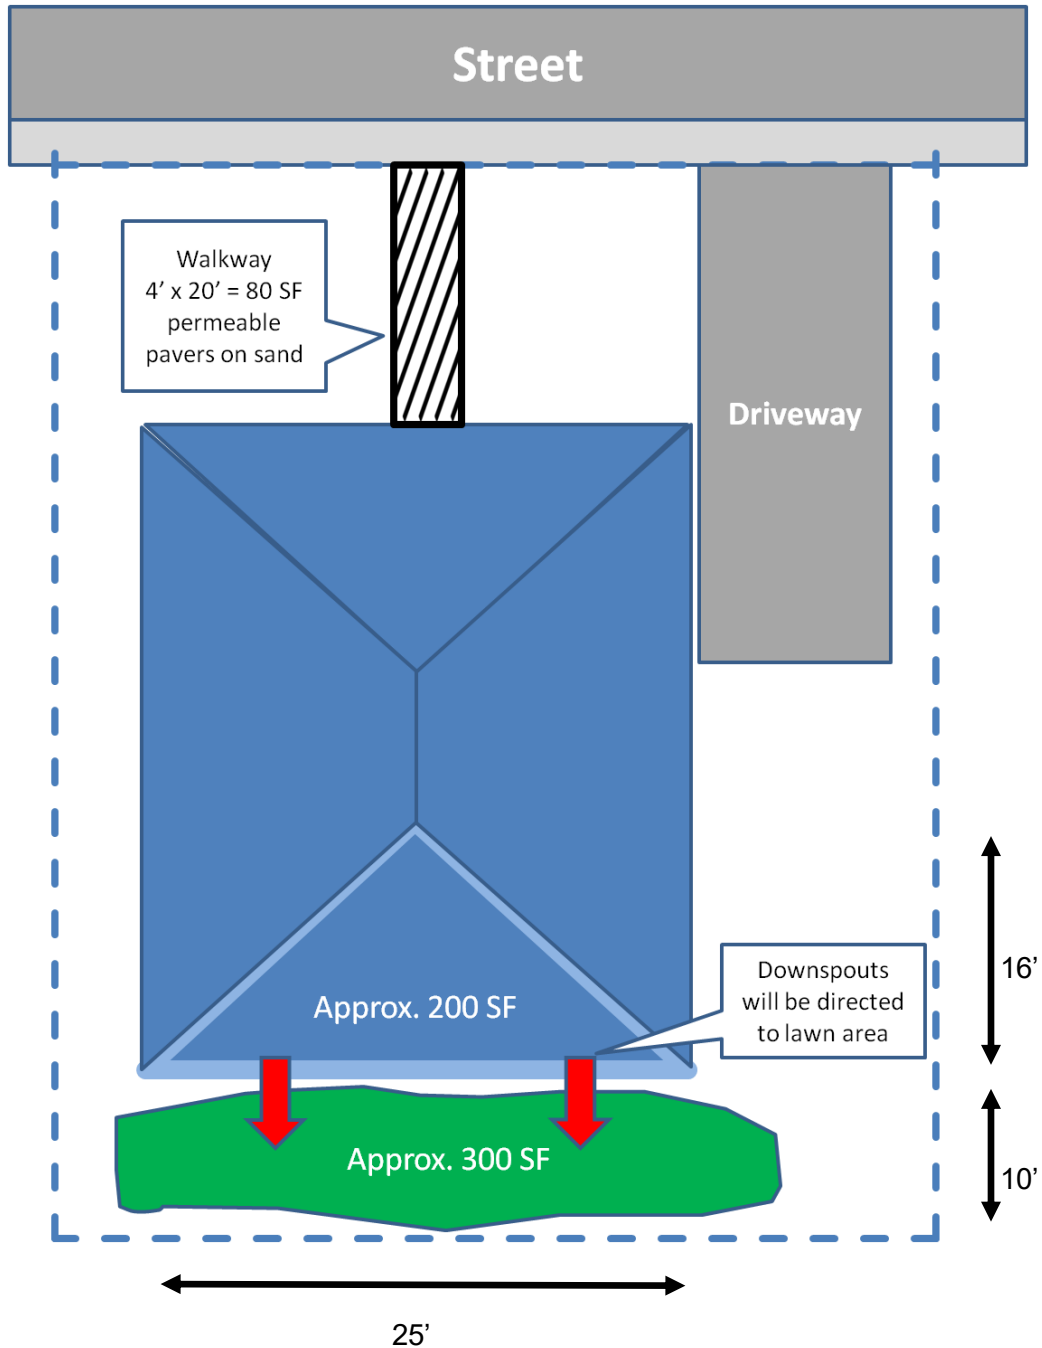 Street
Walkway
4’ x 20’ = 80 SF
permeable
pavers on sand
Driveway
16’
Downspouts
will be directed
to lawn area
Approx. 200 SF
Approx. 300 SF
10’
25’